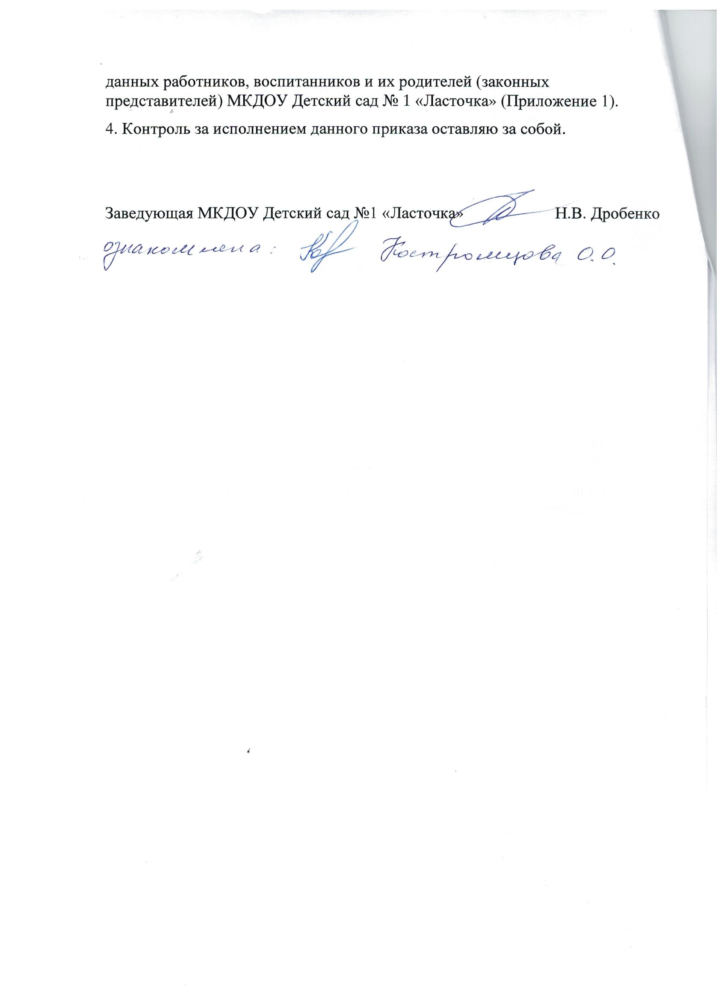 данных работников, воспитанников и их родителей (законных
представителей) МКДОУ Детский сад № 1 «Ласточка» (Приложение 1).
4. Контроль за исполнением данного приказа оставляю за собой.
Заведующая МКДОУ Детский сад №1 «Ласточка» Н.В. Дробенко
ознакомлена: Костромцова О.О.